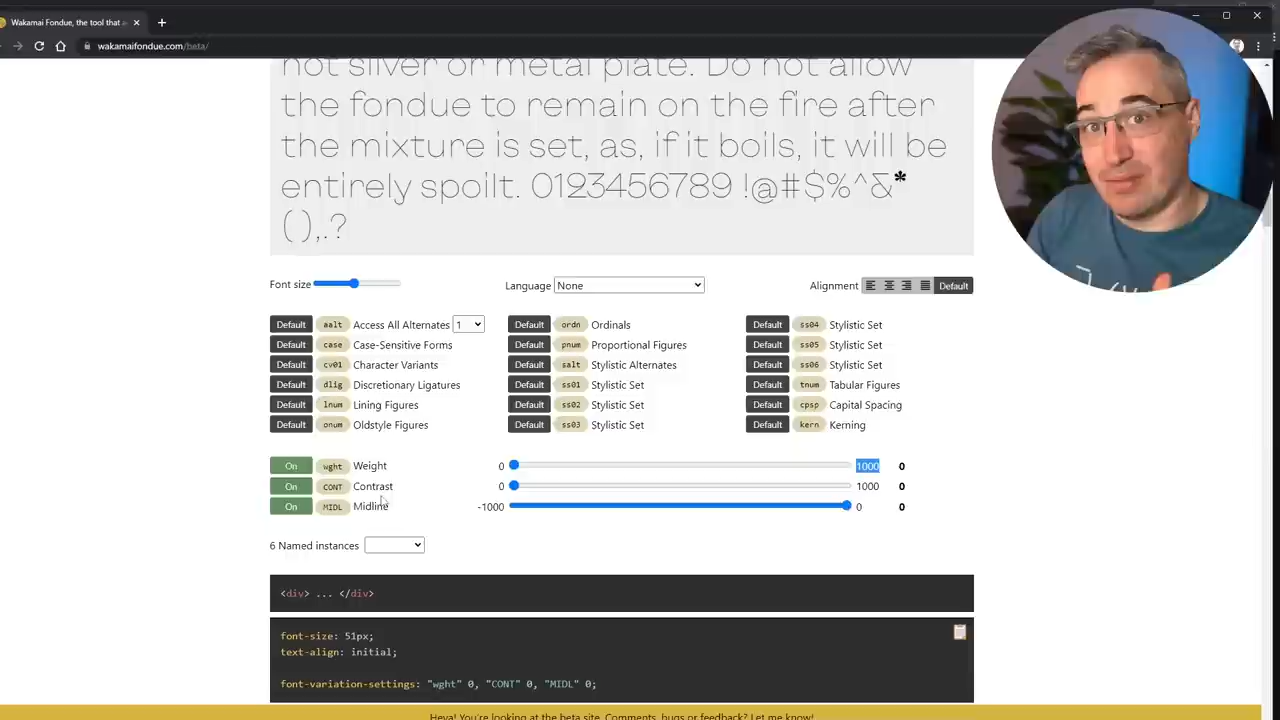 Wakamai Fondue, the tool that
wakamaifondue.com/beta/
not silver or metal plate. Do not allow
the fondue to remain on the fire after
the mixture is set, as, if it boils, it will be
entirely spoilt. 0123456789 !@#$%^&*
(),.?
Font size
Language None
Alignment Default
Default aalt Access All Alternates 1
Default ordn Ordinals
Default ss04 Stylistic Set
Default case Case-Sensitive Forms
Default pnum Proportional Figures
Default ss05 Stylistic Set
Default cv01 Character Variants
Default salt Stylistic Alternates
Default ss06 Stylistic Set
Default dlig Discretionary Ligatures
Default ss01 Stylistic Set
Default tnum Tabular Figures
Default lnum Lining Figures
Default ss02 Stylistic Set
Default cpsp Capital Spacing
Default onum Oldstyle Figures
Default ss03 Stylistic Set
Default kern Kerning
On wght Weight 0 1000 0
On CONT Contrast 0 1000 0
On MIDL Midline -1000 0 0
6 Named instances
<div> ... </div>
font-size: 51px;
text-align: initial;
font-variation-settings: "wght" 0, "CONT" 0, "MIDL" 0;
Heya! You're looking at the beta site. Comments, bugs or feedback? Let me know!